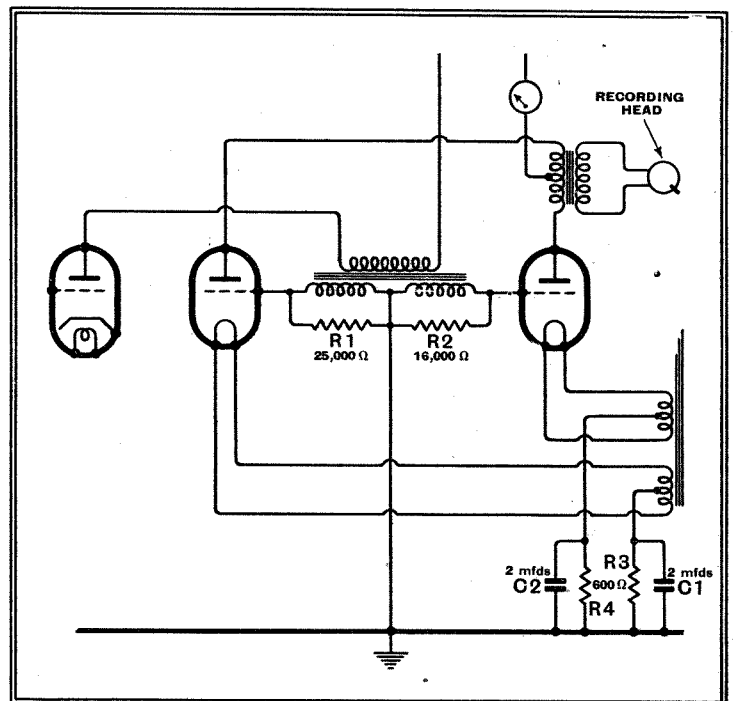 RECORDING
HEAD
R1
25,000 Ω
R2
16,000 Ω
2 mfds
C2
R3
600 Ω
R4
2 mfds
C1